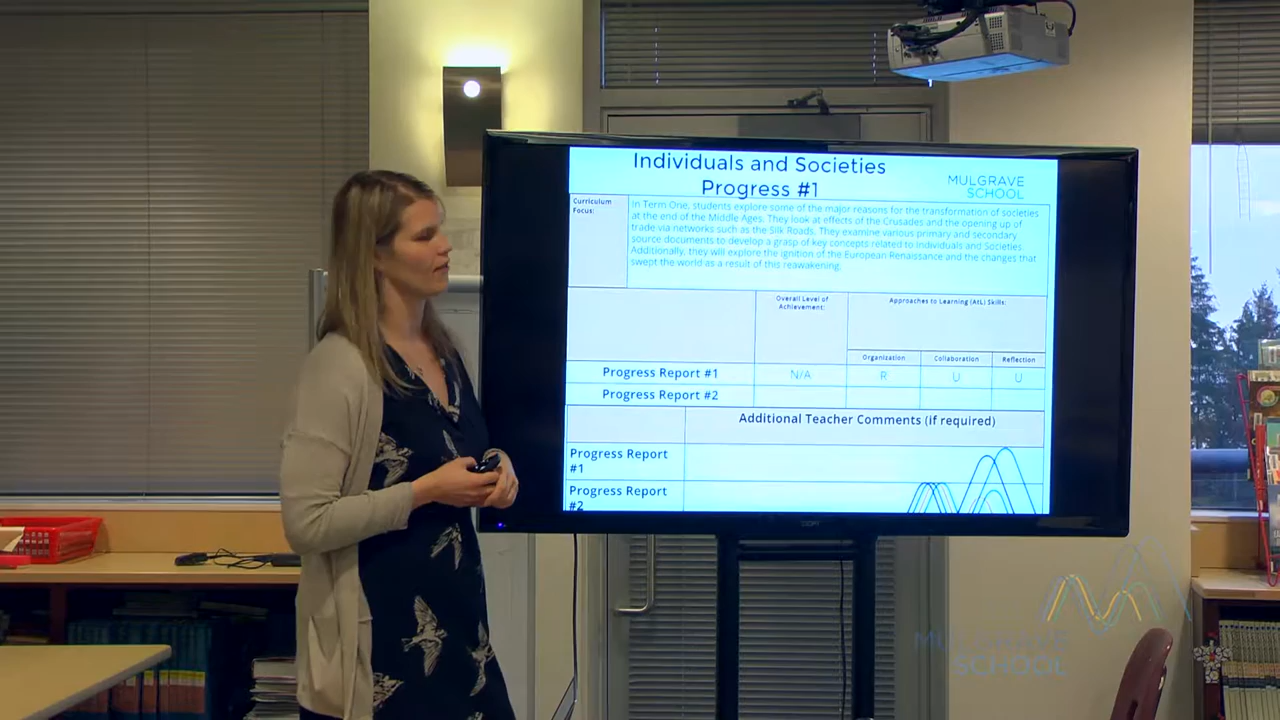 Individuals and Societies
Progress #1
MULGRAVE
SCHOOL
Curriculum
Focus:
In Term One, students explore some of the major reasons for the transformation of societies
at the end of the Middle Ages. They look at effects of the Crusades and the opening up of
trade via networks such as the Silk Roads. They examine various primary and secondary
source documents to develop a grasp of key concepts related to Individuals and Societies.
Additionally, they will explore the ignition of the European Renaissance and the changes that
swept the world as a result of this reawakening.
Overall Level of
Achievement:
Approaches to Learning (AtL) Skills:
Organization
Collaboration
Reflection
Progress Report #1
N/A
R
U
U
Progress Report #2
Additional Teacher Comments (if required)
Progress Report
#1
Progress Report
#2
MULGRAVE
SCHOOL